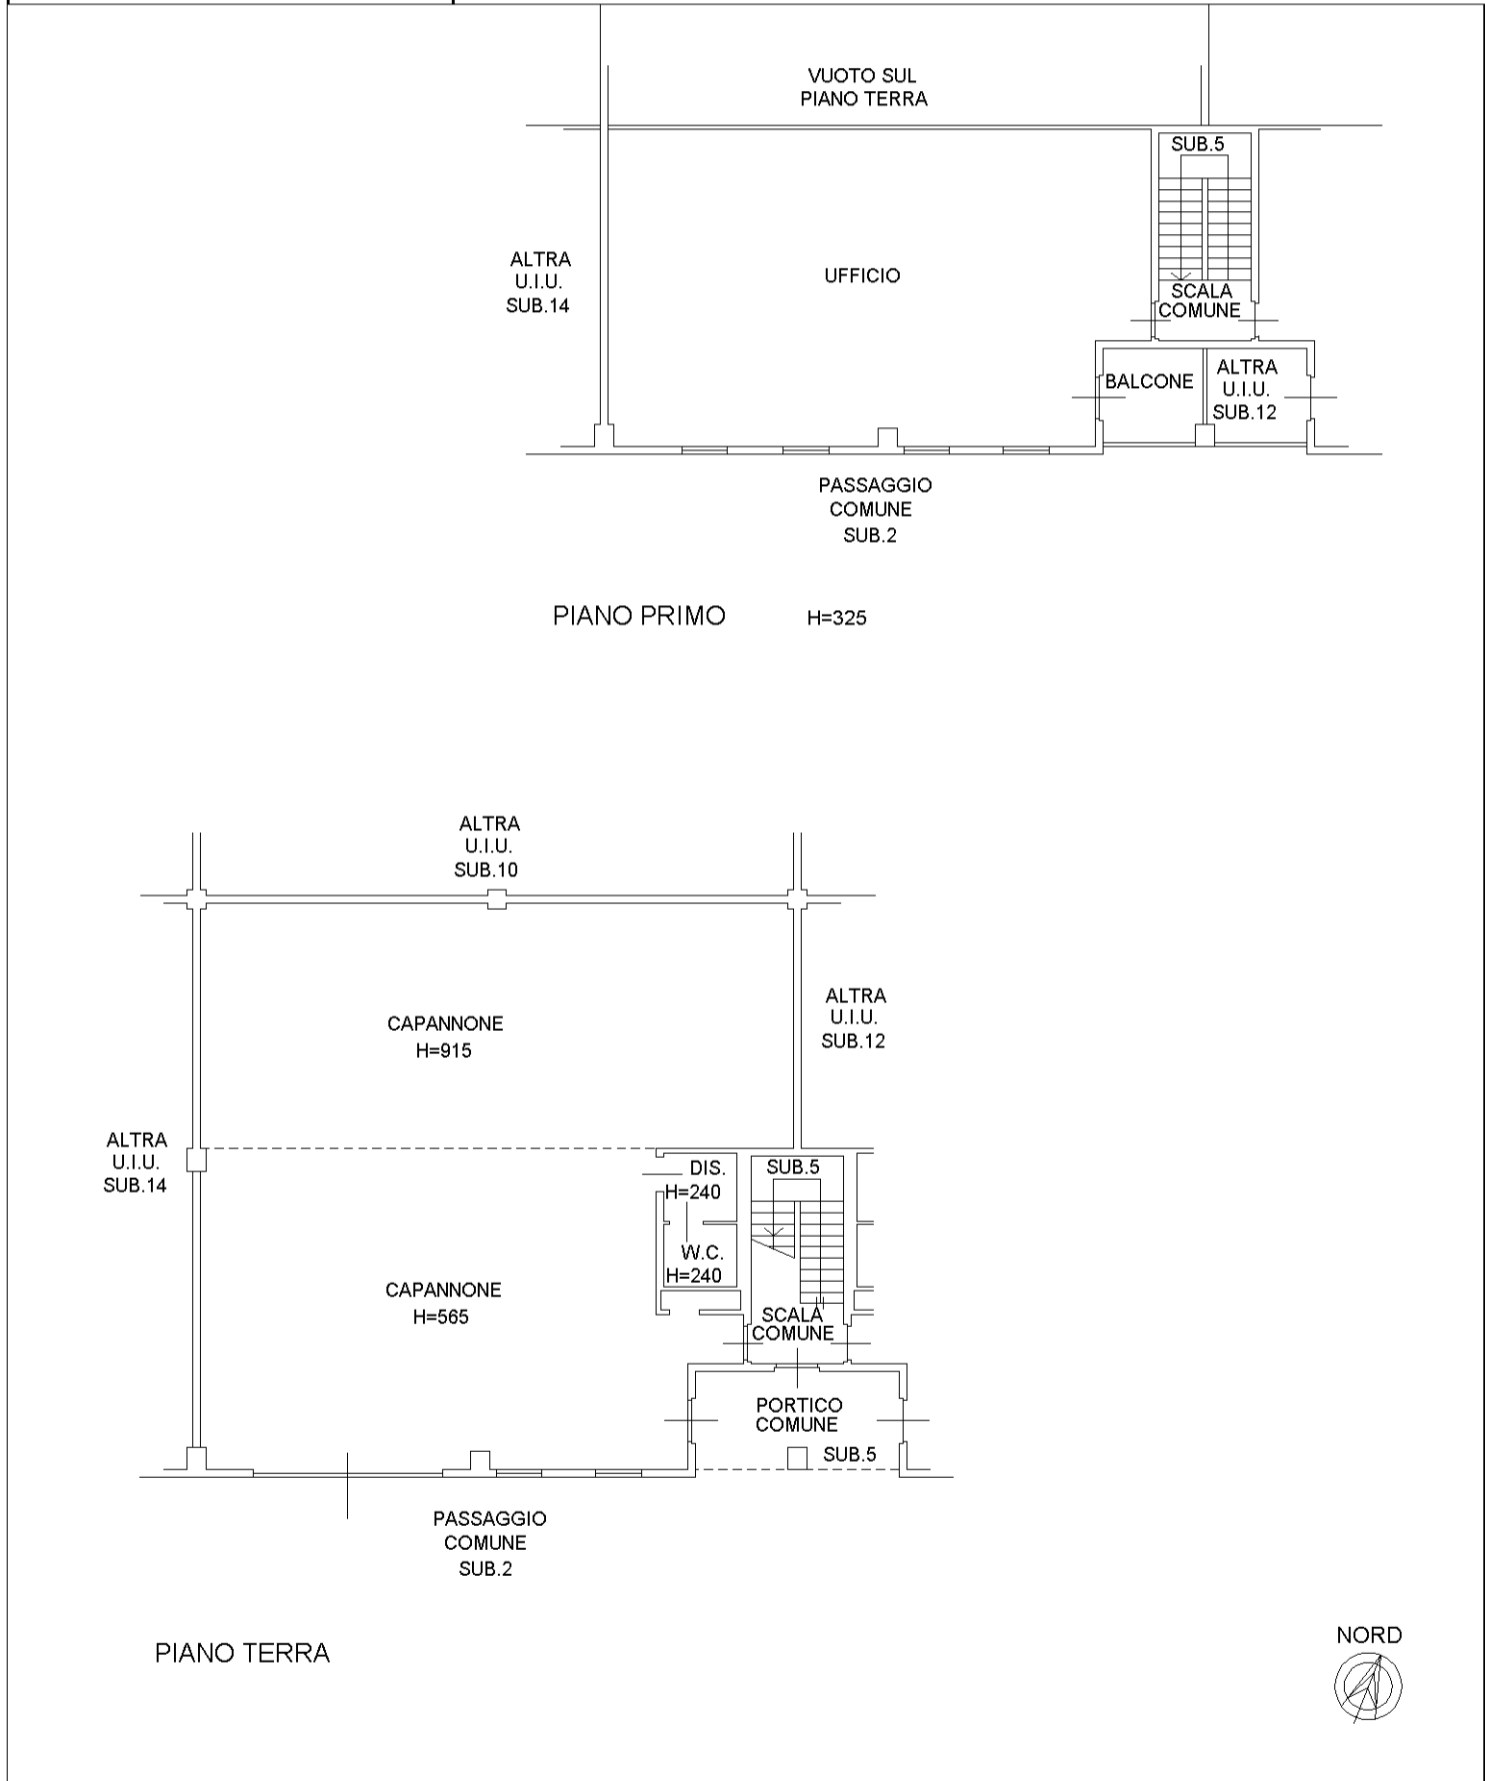 VUOTO SUL
PIANO TERRA
SUB.5
ALTRA
U.I.U.
SUB.14
UFFICIO
SCALA
COMUNE
BALCONE
ALTRA
U.I.U.
SUB.12
PASSAGGIO
COMUNE
SUB.2
PIANO PRIMO H=325
ALTRA
U.I.U.
SUB.10
CAPANNONE
H=915
ALTRA
U.I.U.
SUB.12
ALTRA
U.I.U.
SUB.14
DIS.
H=240
SUB.5
W.C.
H=240
CAPANNONE
H=565
SCALA
COMUNE
PORTICO
COMUNE
SUB.5
PASSAGGIO
COMUNE
SUB.2
PIANO TERRA
NORD